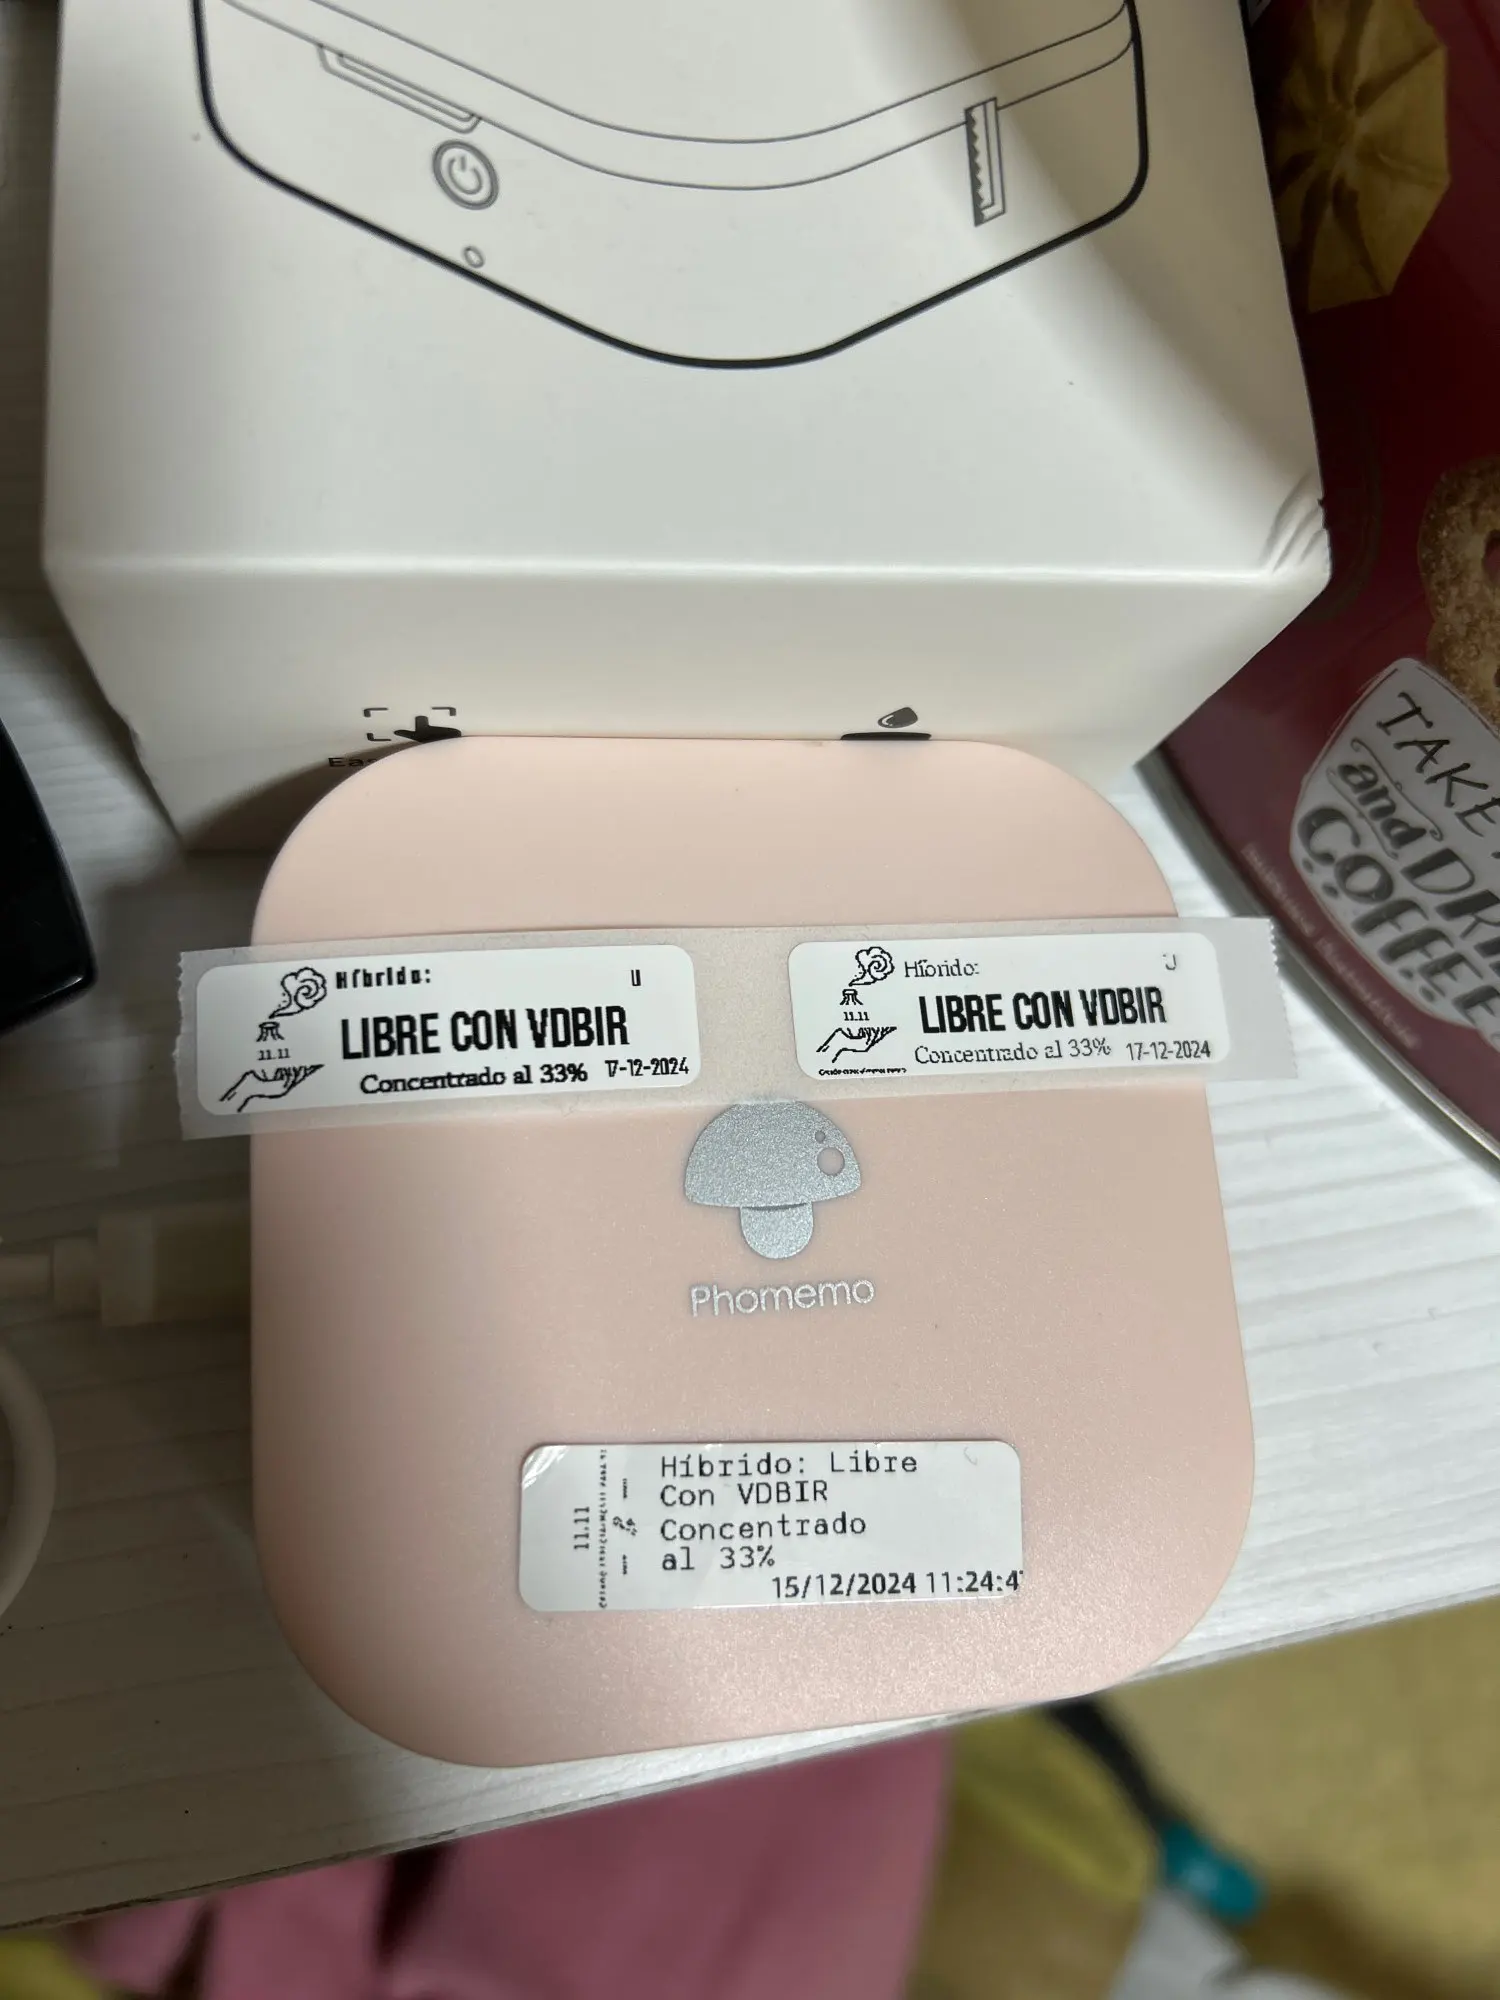 TAKE
and DR
COFFEE
Híbrido: U
LIBRE CON VDBIR
11.11
Concentrado al 33% 17-12-2024
Híbrido:
LIBRE CON VDBIR
11.11
Concentrado al 33% 17-12-2024
Phomemo
11.11
Híbrido: Libre
Con VDBIR
Concentrado
al 33%
15/12/2024 11:24:4